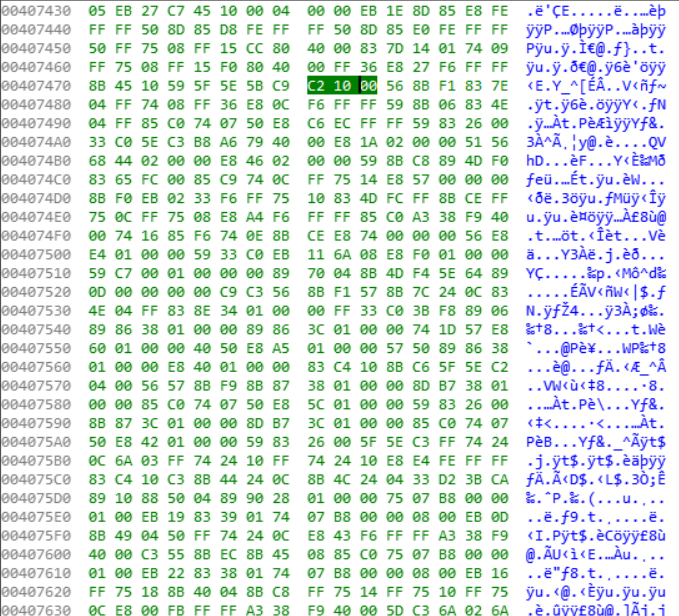 00407430 05 EB 27 C7 45 10 00 04 00 00 EB 1E 8D 85 E8 FE .ë'ÇE.....ë.…èþ
00407440 FF FF 50 8D 85 D8 FE FF FF 50 8D 85 E0 FE FF FF ÿÿP.…ØþÿÿP.…àþÿÿ
00407450 50 FF 75 08 FF 15 CC 80 40 00 83 7D 14 01 74 09 Pÿu.ÿ.Ì€@.ƒ}..t.
00407460 FF 75 08 FF 15 F0 80 40 00 FF 36 E8 27 F6 FF FF ÿu.ÿ.ð€@.ÿ6è'öÿÿ
00407470 8B 45 10 59 5F 5E 5B C9 C2 10 00 56 8B F1 83 7E ‹E.Y_^[ÉÂ..V‹ñƒ~
00407480 04 FF 74 08 FF 36 E8 0C F6 FF FF 59 8B 06 83 4E .ÿt.ÿ6è.öÿÿY‹.ƒN
00407490 04 FF 85 C0 74 07 50 E8 C6 EC FF FF 59 83 26 00 .ÿ…Àt.PèÆìÿÿYƒ&.
004074A0 33 C0 5E C3 B8 A6 79 40 00 E8 1A 02 00 00 51 56 3À^Ã¸¦y@.è....QV
004074B0 68 44 02 00 00 E8 46 02 00 00 59 8B C8 89 4D F0 hD...èF...Y‹È‰Mð
004074C0 83 65 FC 00 85 C9 74 0C FF 75 14 E8 57 00 00 00 ƒeü.…Ét.ÿu.èW...
004074D0 8B F0 EB 02 33 F6 FF 75 10 83 4D FC FF 8B CE FF ‹ðë.3öÿu.ƒMüÿ‹Îÿ
004074E0 75 0C FF 75 08 E8 A4 F6 FF FF 85 C0 A3 38 F9 40 u.ÿu.è¤öÿÿ…À£8ù@
004074F0 00 74 16 85 F6 74 0E 8B CE E8 74 00 00 00 56 E8 .t.…öt.‹Îèt...Vè
00407500 E4 01 00 00 59 33 C0 EB 11 6A 08 E8 F0 01 00 00 ä...Y3Àë.j.èð...
00407510 59 C7 00 01 00 00 00 89 70 04 8B 4D F4 5E 64 89 YÇ.....‰p.‹Mô^d‰
00407520 0D 00 00 00 00 C9 C3 56 8B F1 57 8B 7C 24 0C 83 .....ÉÃV‹ñW‹|$.ƒ
00407530 4E 04 FF 83 8E 34 01 00 00 FF 33 C0 3B F8 89 06 N.ÿƒŽ4...ÿ3À;ø‰.
00407540 89 86 38 01 00 00 89 86 3C 01 00 00 74 1D 57 E8 ‰†8...‰†<...t.Wè
00407550 60 01 00 00 40 50 E8 A5 01 00 00 57 50 89 86 38 `...@Pè¥...WP‰†8
00407560 01 00 00 E8 40 01 00 00 83 C4 10 8B C6 5F 5E C2 ...è@...ƒÄ.‹Æ_^Â
00407570 04 00 56 57 8B F9 8B 87 38 01 00 00 8D B7 38 01 ..VW‹ù‹‡8....·8.
00407580 00 00 85 C0 74 07 50 E8 5C 01 00 00 59 83 26 00 ..…Àt.Pè\...Yƒ&.
00407590 8B 87 3C 01 00 00 8D B7 3C 01 00 00 85 C0 74 07 ‹‡<....·<...…Àt.
004075A0 50 E8 42 01 00 00 59 83 26 00 5F 5E C3 FF 74 24 PèB...Yƒ&._^Ãÿt$
004075B0 0C 6A 03 FF 74 24 10 FF 74 24 10 E8 E4 FE FF FF .j.ÿt$.ÿt$.èäþÿÿ
004075C0 83 C4 10 C3 8B 44 24 0C 8B 4C 24 04 33 D2 3B CA ƒÄ.Ã‹D$.‹L$.3Ò;Ê
004075D0 89 10 88 50 04 89 90 28 01 00 00 75 07 B8 00 00 ‰.ˆP.‰.(...u.¸..
004075E0 01 00 EB 19 83 39 01 74 07 B8 00 00 08 00 EB 0D ..ë.ƒ9.t.¸....ë.
004075F0 8B 49 04 50 FF 74 24 0C E8 43 F6 FF FF A3 38 F9 ‹I.Pÿt$.èCöÿÿ£8ù
00407600 40 00 C3 55 8B EC 8B 45 08 85 C0 75 07 B8 00 00 @.ÃU‹ì‹E.…Àu.¸..
00407610 01 00 EB 22 83 38 01 74 07 B8 00 00 08 00 EB 16 ..ë"ƒ8.t.¸....ë.
00407620 FF 75 18 8B 40 04 8B C8 FF 75 14 FF 75 10 FF 75 ÿu.‹@.‹Èÿu.ÿu.ÿu
00407630 0C E8 00 FB FF FF A3 38 F9 40 00 5D C3 6A 02 6A .è.ûÿÿ£8ù@.]Ãj.j